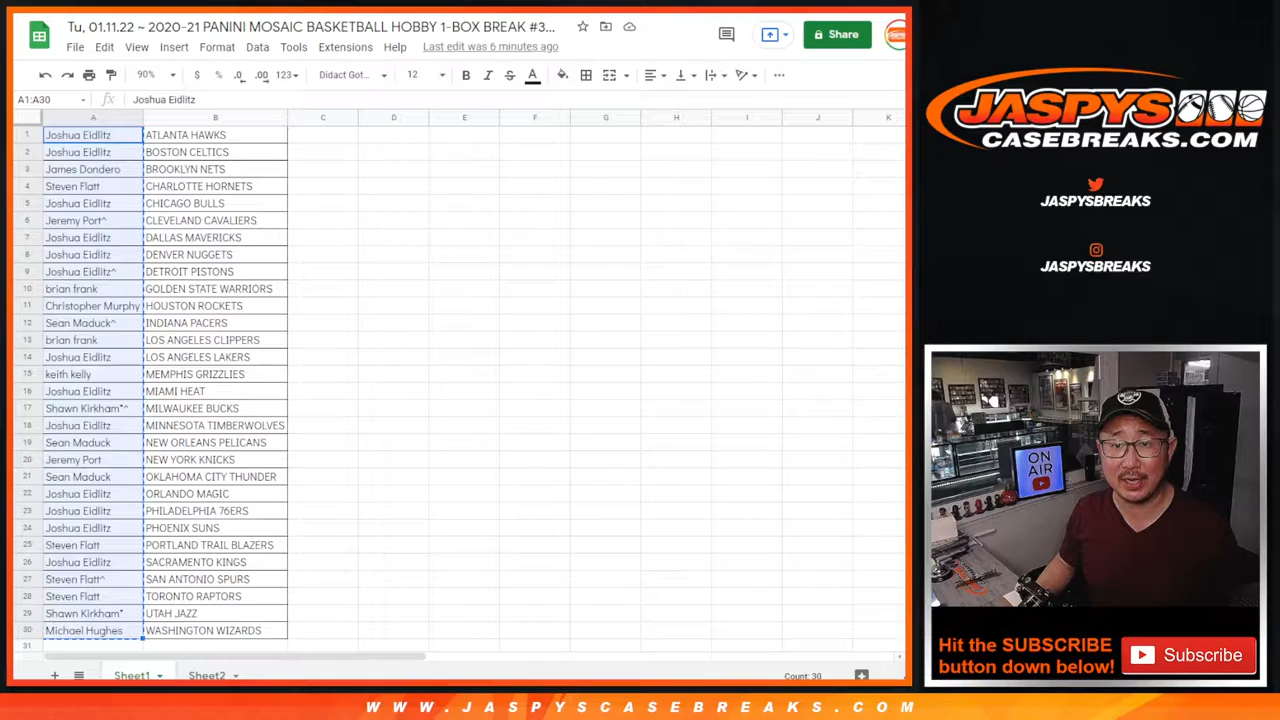 Tu, 01.11.22 ~ 2020-21 PANINI MOSAIC BASKETBALL HOBBY 1-BOX BREAK #3...
File Edit View Insert Format Data Tools Extensions Help Last edit was 6 minutes ago
Share
90% $ % .0 .00 123 Didact Got... 12 B I S A
A1:A30 fx Joshua Eidlitz
A B C D E F G H I J K
1 Joshua Eidlitz ATLANTA HAWKS
2 Joshua Eidlitz BOSTON CELTICS
3 James Dondero BROOKLYN NETS
4 Steven Flatt CHARLOTTE HORNETS
5 Joshua Eidlitz CHICAGO BULLS
6 Jeremy Port^ CLEVELAND CAVALIERS
7 Joshua Eidlitz DALLAS MAVERICKS
8 Joshua Eidlitz DENVER NUGGETS
9 Joshua Eidlitz^ DETROIT PISTONS
10 brian frank GOLDEN STATE WARRIORS
11 Christopher Murphy HOUSTON ROCKETS
12 Sean Maduck^ INDIANA PACERS
13 brian frank LOS ANGELES CLIPPERS
14 Joshua Eidlitz LOS ANGELES LAKERS
15 keith kelly MEMPHIS GRIZZLIES
16 Joshua Eidlitz MIAMI HEAT
17 Shawn Kirkham*^ MILWAUKEE BUCKS
18 Joshua Eidlitz MINNESOTA TIMBERWOLVES
19 Sean Maduck NEW ORLEANS PELICANS
20 Jeremy Port NEW YORK KNICKS
21 Sean Maduck OKLAHOMA CITY THUNDER
22 Joshua Eidlitz ORLANDO MAGIC
23 Joshua Eidlitz PHILADELPHIA 76ERS
24 Joshua Eidlitz PHOENIX SUNS
25 Steven Flatt PORTLAND TRAIL BLAZERS
26 Joshua Eidlitz SACRAMENTO KINGS
27 Steven Flatt^ SAN ANTONIO SPURS
28 Steven Flatt TORONTO RAPTORS
29 Shawn Kirkham* UTAH JAZZ
30 Michael Hughes WASHINGTON WIZARDS
31
Sheet1 Sheet2 Count: 30
JASPYS
CASEBREAKS.COM
JASPYSBREAKS
JASPYSBREAKS
ON
AIR
Hit the SUBSCRIBE
button down below!
Subscribe
WWW.JASPYSCASEBREAKS.COM